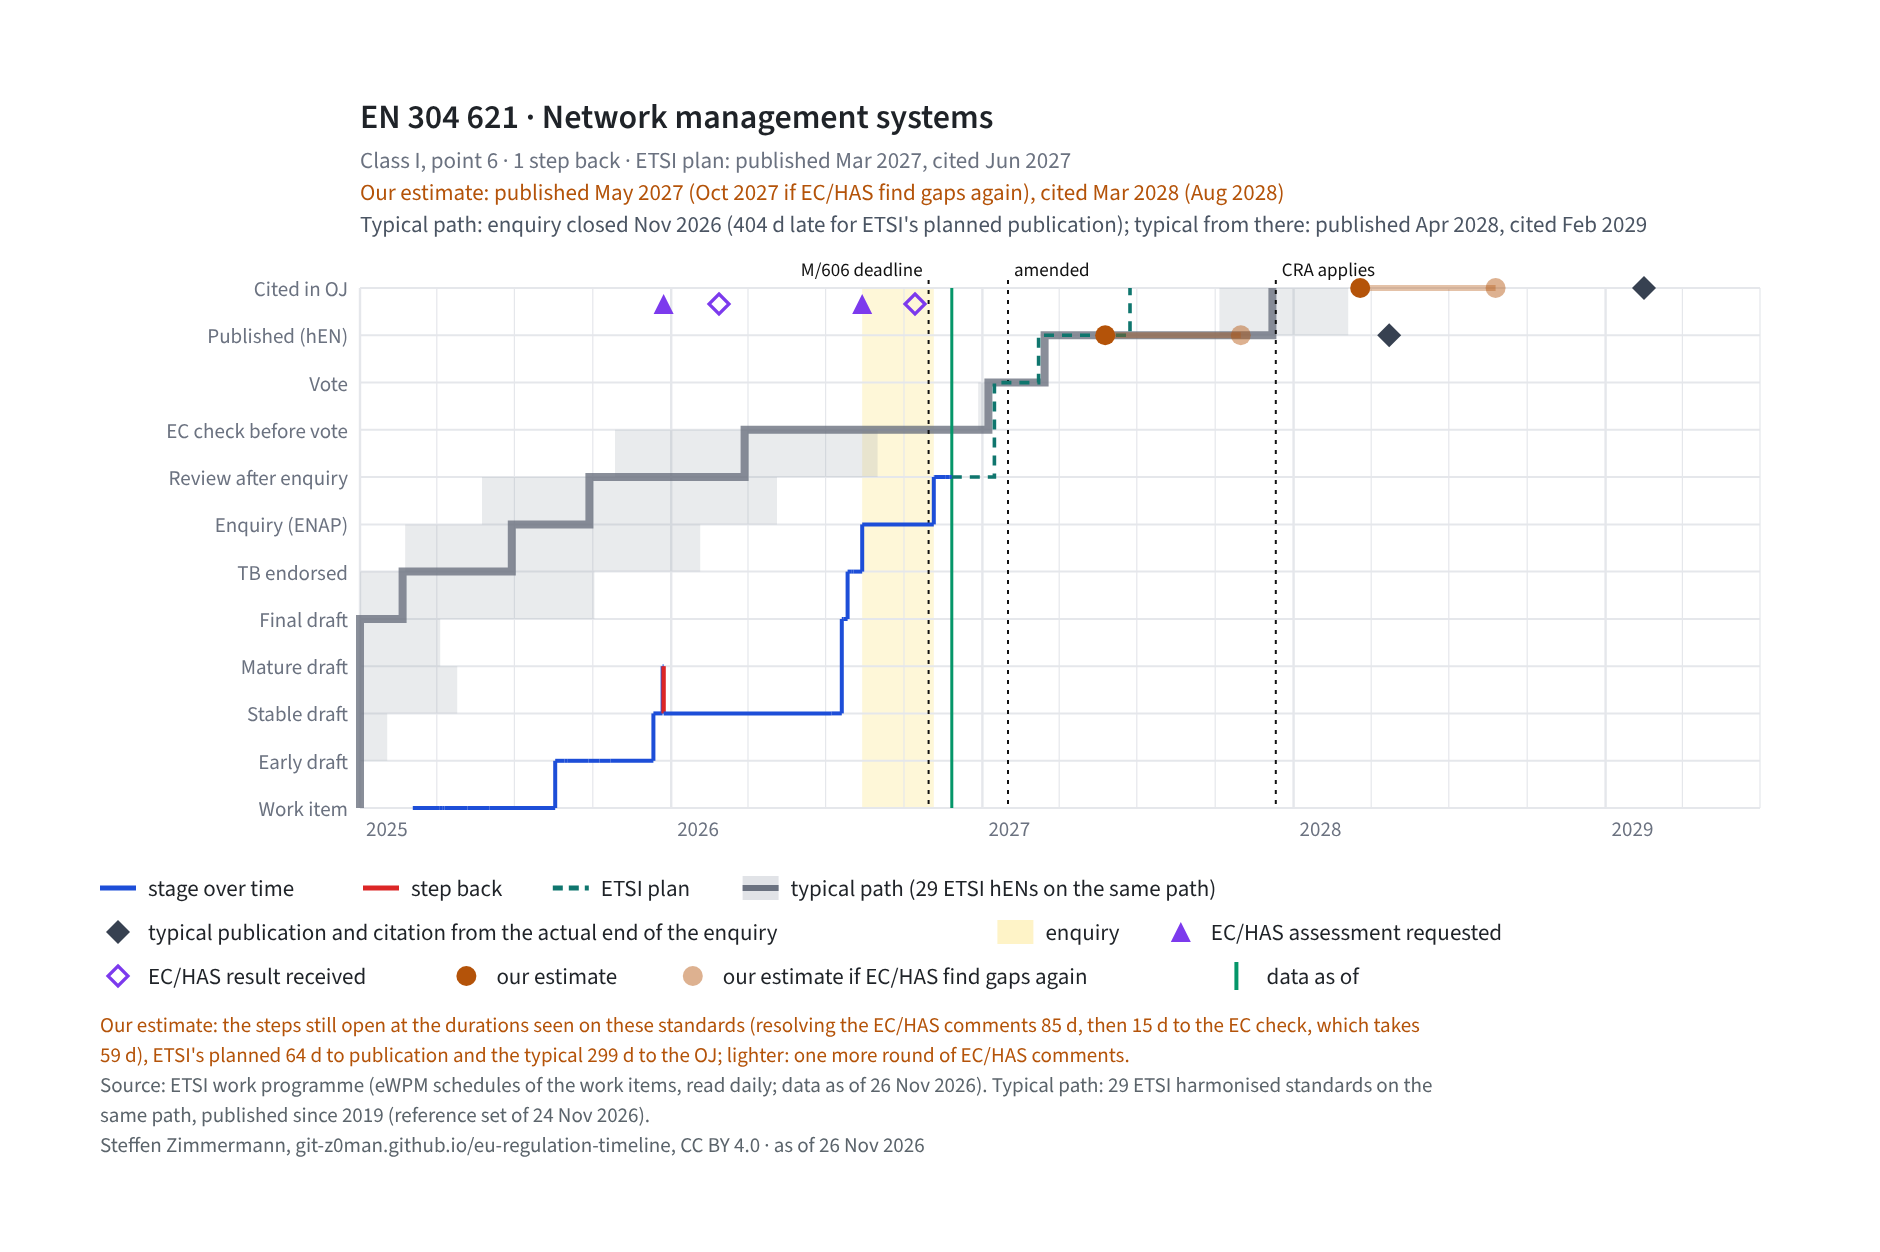 EN 304 621 · Network management systems
Class I, point 6 · 1 step back · ETSI plan: published Mar 2027, cited Jun 2027
Our estimate: published May 2027 (Oct 2027 if EC/HAS find gaps again), cited Mar 2028 (Aug 2028)
Typical path: enquiry closed Nov 2026 (404 d late for ETSI's planned publication); typical from there: published Apr 2028, cited Feb 2029
M/606 deadline
amended
CRA applies
Cited in OJ
Published (hEN)
Vote
EC check before vote
Review after enquiry
Enquiry (ENAP)
TB endorsed
Final draft
Mature draft
Stable draft
Early draft
Work item
2025 2026 2027 2028 2029
stage over time step back ETSI plan typical path (29 ETSI hENs on the same path)
typical publication and citation from the actual end of the enquiry enquiry EC/HAS assessment requested
EC/HAS result received our estimate our estimate if EC/HAS find gaps again data as of
Our estimate: the steps still open at the durations seen on these standards (resolving the EC/HAS comments 85 d, then 15 d to the EC check, which takes
59 d), ETSI's planned 64 d to publication and the typical 299 d to the OJ; lighter: one more round of EC/HAS comments.
Source: ETSI work programme (eWPM schedules of the work items, read daily; data as of 26 Nov 2026). Typical path: 29 ETSI harmonised standards on the
same path, published since 2019 (reference set of 24 Nov 2026).
Steffen Zimmermann, git-z0man.github.io/eu-regulation-timeline, CC BY 4.0 · as of 26 Nov 2026